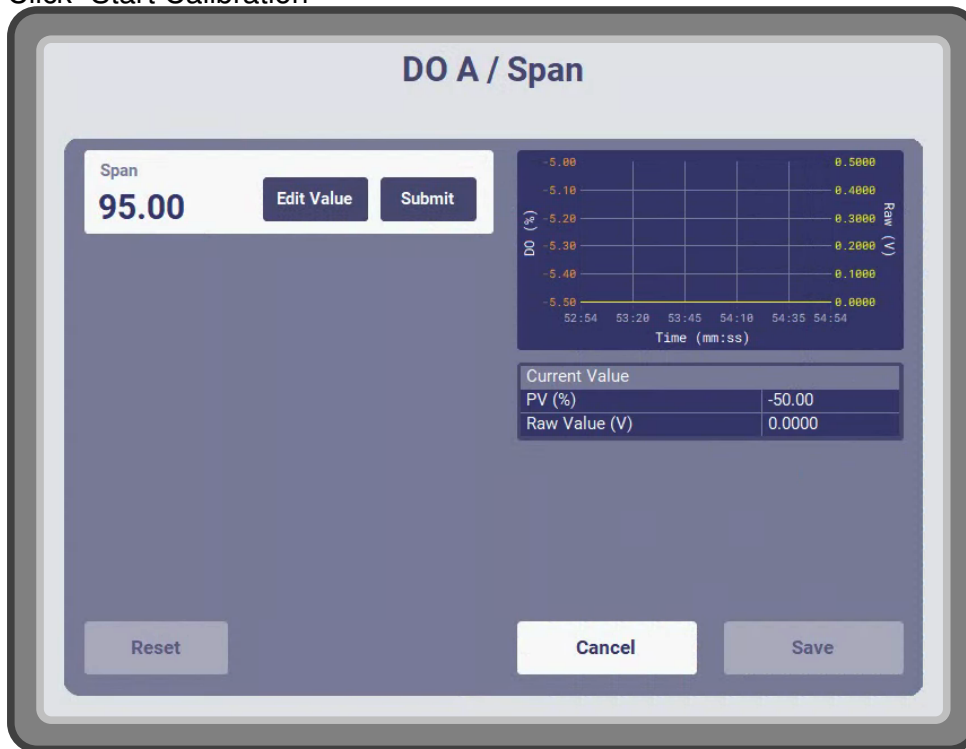 Click "Start Calibration"
DO A / Span
Span
95.00
Edit Value
Submit
DO (%)
-5.00
-5.10
-5.20
-5.30
-5.40
-5.50
0.5000
0.4000
0.3000
0.2000
0.1000
0.0000
Raw (V)
52:54 53:20 53:45 54:10 54:35 54:54
Time (mm:ss)
Current Value
PV (%) -50.00
Raw Value (V) 0.0000
Reset
Cancel
Save